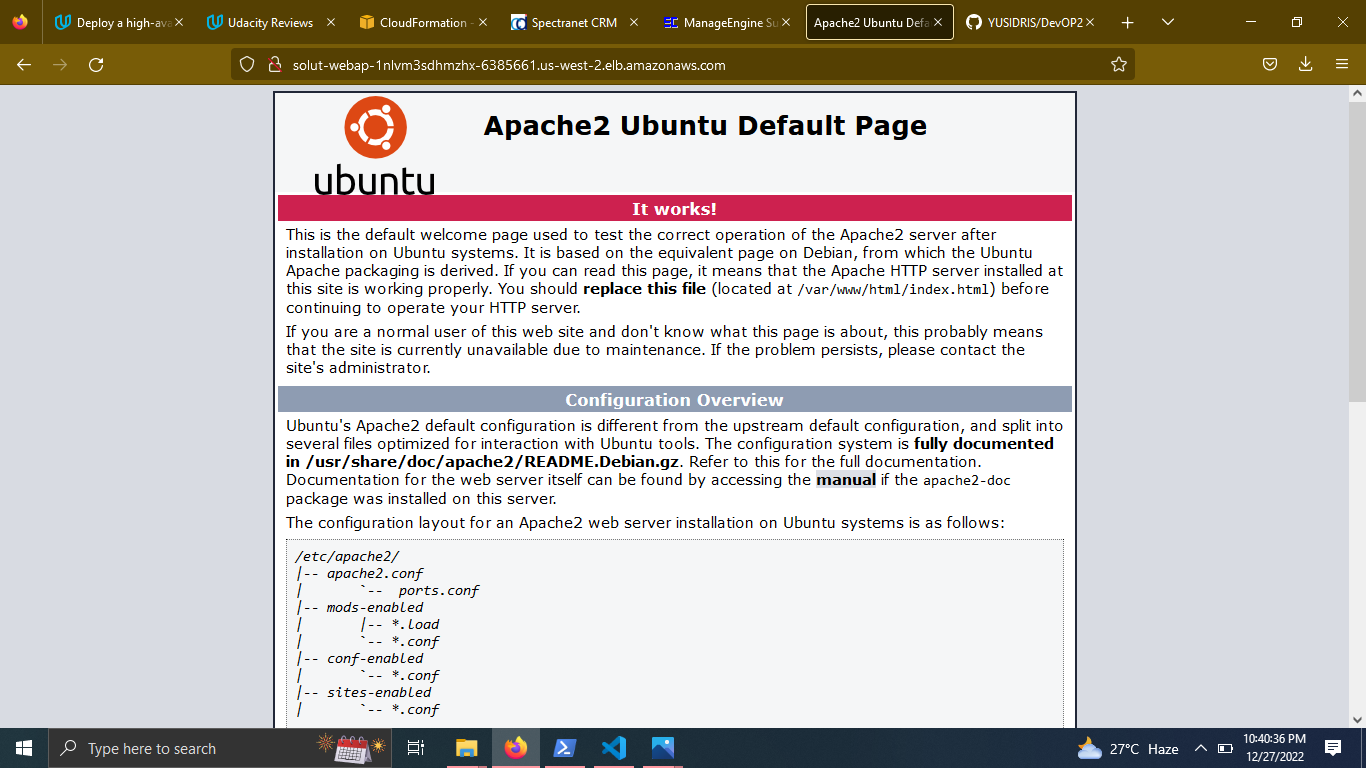 Deploy a high-ava
Udacity Reviews
CloudFormation -
Spectranet CRM
ManageEngine Su
Apache2 Ubuntu Defa
YUSIDRIS/DevOP2
solut-webap-1nlvm3sdhmzhx-6385661.us-west-2.elb.amazonaws.com
ubuntu
Apache2 Ubuntu Default Page
It works!
This is the default welcome page used to test the correct operation of the Apache2 server after
installation on Ubuntu systems. It is based on the equivalent page on Debian, from which the Ubuntu
Apache packaging is derived. If you can read this page, it means that the Apache HTTP server installed at
this site is working properly. You should replace this file (located at /var/www/html/index.html) before
continuing to operate your HTTP server.
If you are a normal user of this web site and don't know what this page is about, this probably means
that the site is currently unavailable due to maintenance. If the problem persists, please contact the
site's administrator.
Configuration Overview
Ubuntu's Apache2 default configuration is different from the upstream default configuration, and split into
several files optimized for interaction with Ubuntu tools. The configuration system is fully documented
in /usr/share/doc/apache2/README.Debian.gz. Refer to this for the full documentation.
Documentation for the web server itself can be found by accessing the manual if the apache2-doc
package was installed on this server.
The configuration layout for an Apache2 web server installation on Ubuntu systems is as follows:
/etc/apache2/
|-- apache2.conf
|       `--  ports.conf
|-- mods-enabled
|       |-- *.load
|       `-- *.conf
|-- conf-enabled
|       `-- *.conf
|-- sites-enabled
|       `-- *.conf
Type here to search
27°C Haze
10:40:36 PM
12/27/2022